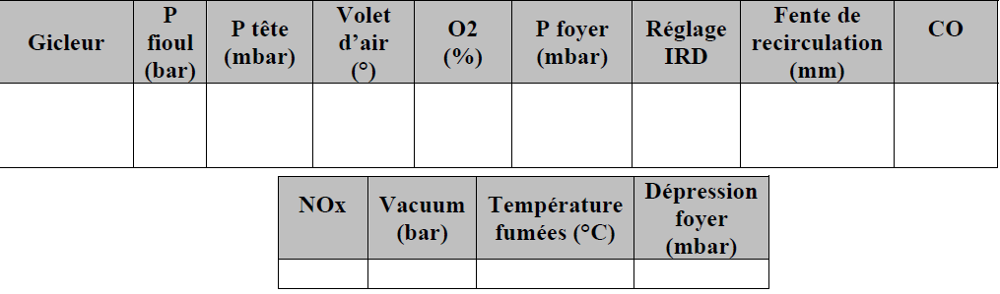 Gicleur
P
fioul
(bar)
P tête
(mbar)
Volet
d’air
(°)
O2
(%)
P foyer
(mbar)
Réglage
IRD
Fente de
recirculation
(mm)
CO
NOx
Vacuum
(bar)
Température
fumées (°C)
Dépression
foyer
(mbar)